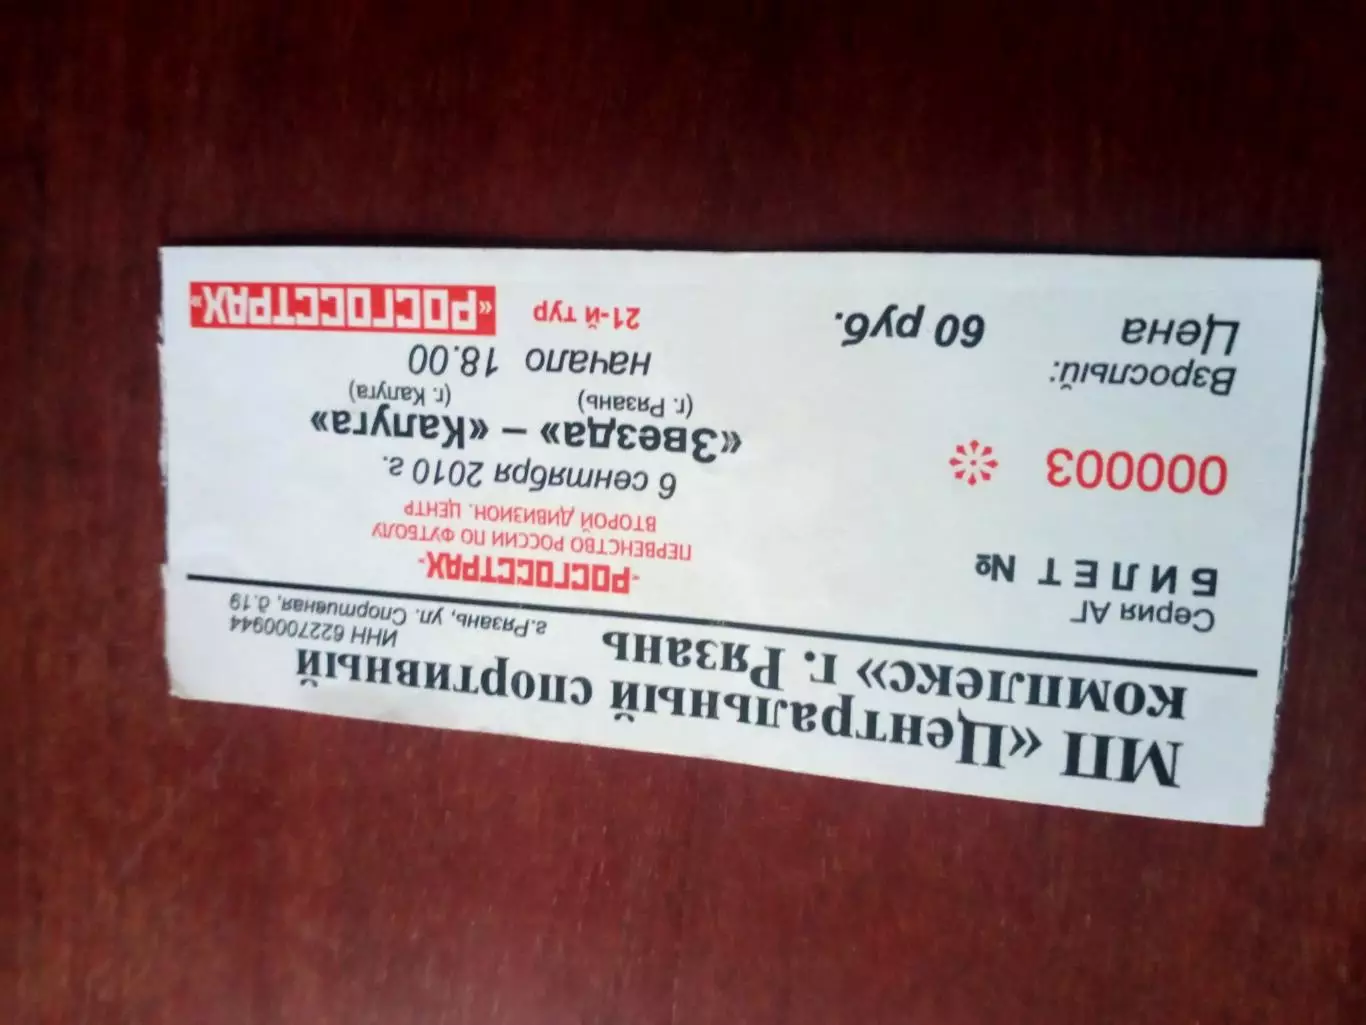 МП «Центральный спортивный
комплекс» г. Рязань
ИНН 6227000944
г.Рязань, ул. Спортивная, д.19
Серия АГ
БИЛЕТ №
000003
Взрослый:
Цена 60 руб.
-РОСГОССТРАХ-
ПЕРВЕНСТВО РОССИИ ПО ФУТБОЛУ
ВТОРОЙ ДИВИЗИОН. ЦЕНТР
6 сентября 2010 г.
«Звезда» – «Калуга»
(г. Рязань) (г. Калуга)
начало 18.00
21-й тур
«РОСГОССТРАХ»